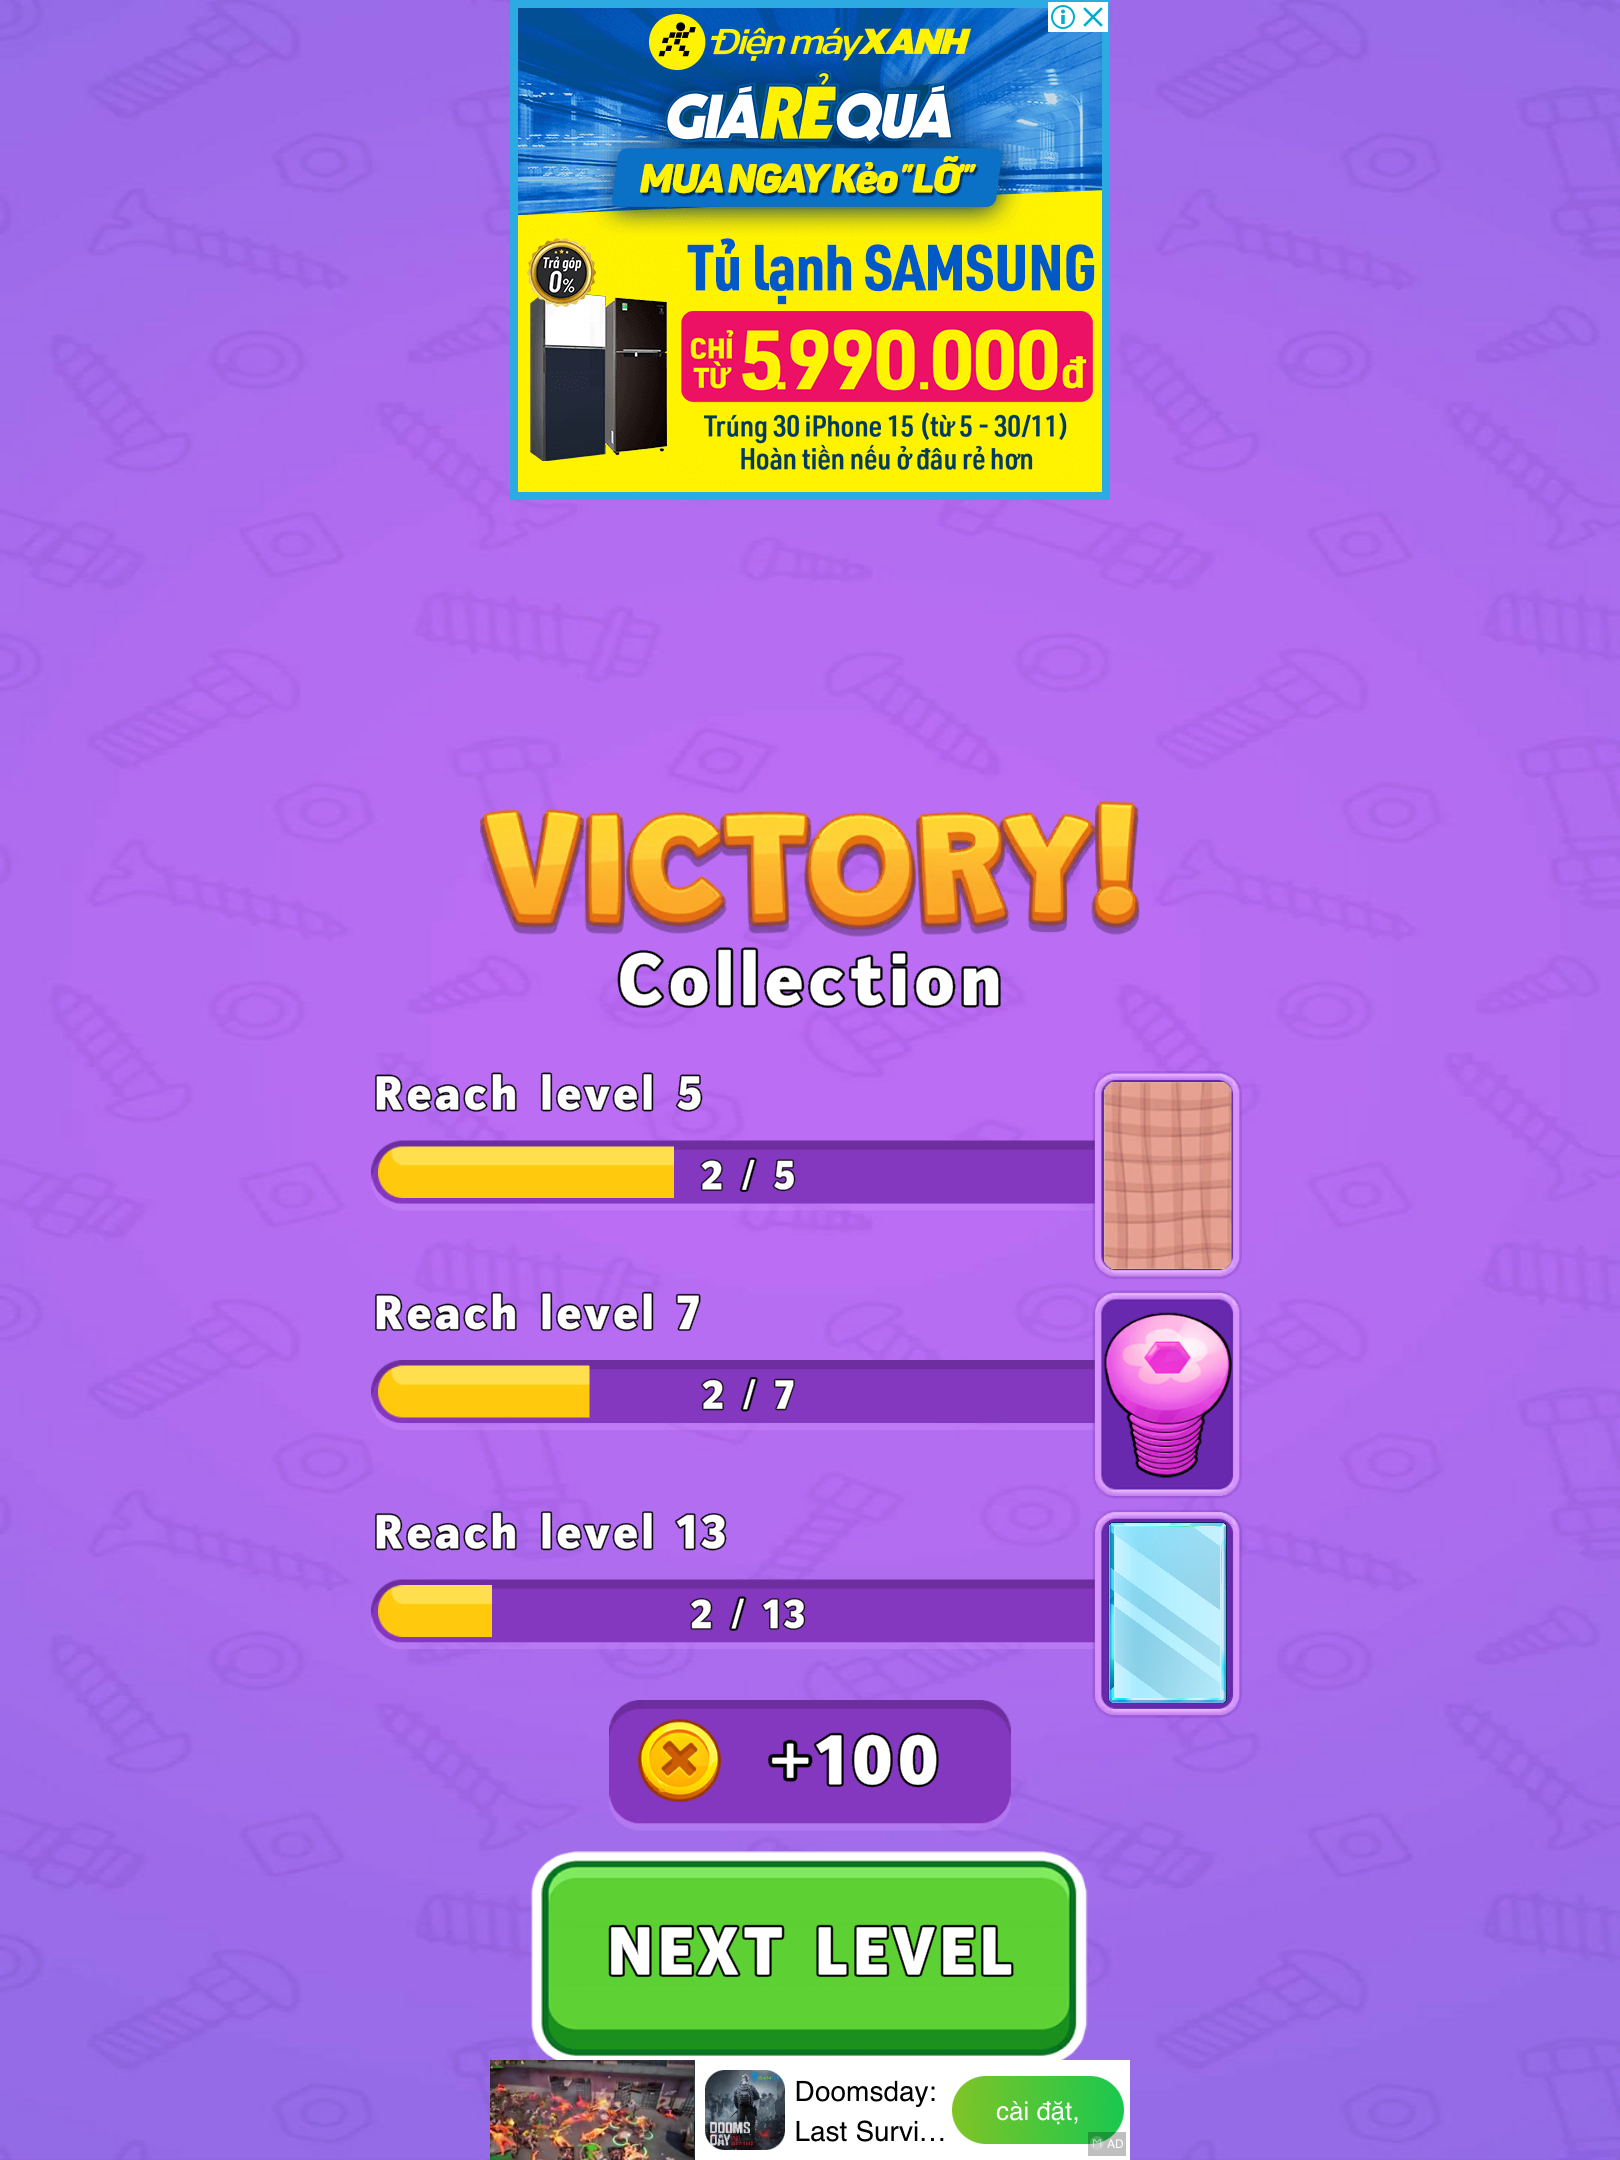 Điện máy XANH
GIÁ RẺ QUÁ
MUA NGAY Kẻo "LỠ"
Trả góp
0%
Tủ lạnh SAMSUNG
CHỈ TỪ 5.990.000đ
Trúng 30 iPhone 15 (từ 5 - 30/11)
Hoàn tiền nếu ở đâu rẻ hơn
VICTORY!
Collection
Reach level 5
2 / 5
Reach level 7
2 / 7
Reach level 13
2 / 13
+100
NEXT LEVEL
DOOMS
DAY
Doomsday:
Last Survi...
cài đặt,
AD